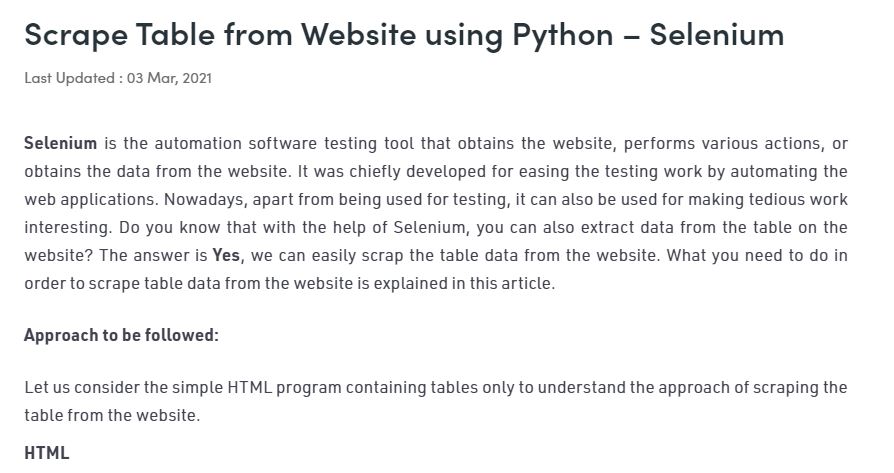 Scrape Table from Website using Python – Selenium
Last Updated : 03 Mar, 2021
Selenium is the automation software testing tool that obtains the website, performs various actions, or
obtains the data from the website. It was chiefly developed for easing the testing work by automating the
web applications. Nowadays, apart from being used for testing, it can also be used for making tedious work
interesting. Do you know that with the help of Selenium, you can also extract data from the table on the
website? The answer is Yes, we can easily scrap the table data from the website. What you need to do in
order to scrape table data from the website is explained in this article.
Approach to be followed:
Let us consider the simple HTML program containing tables only to understand the approach of scraping the
table from the website.
HTML